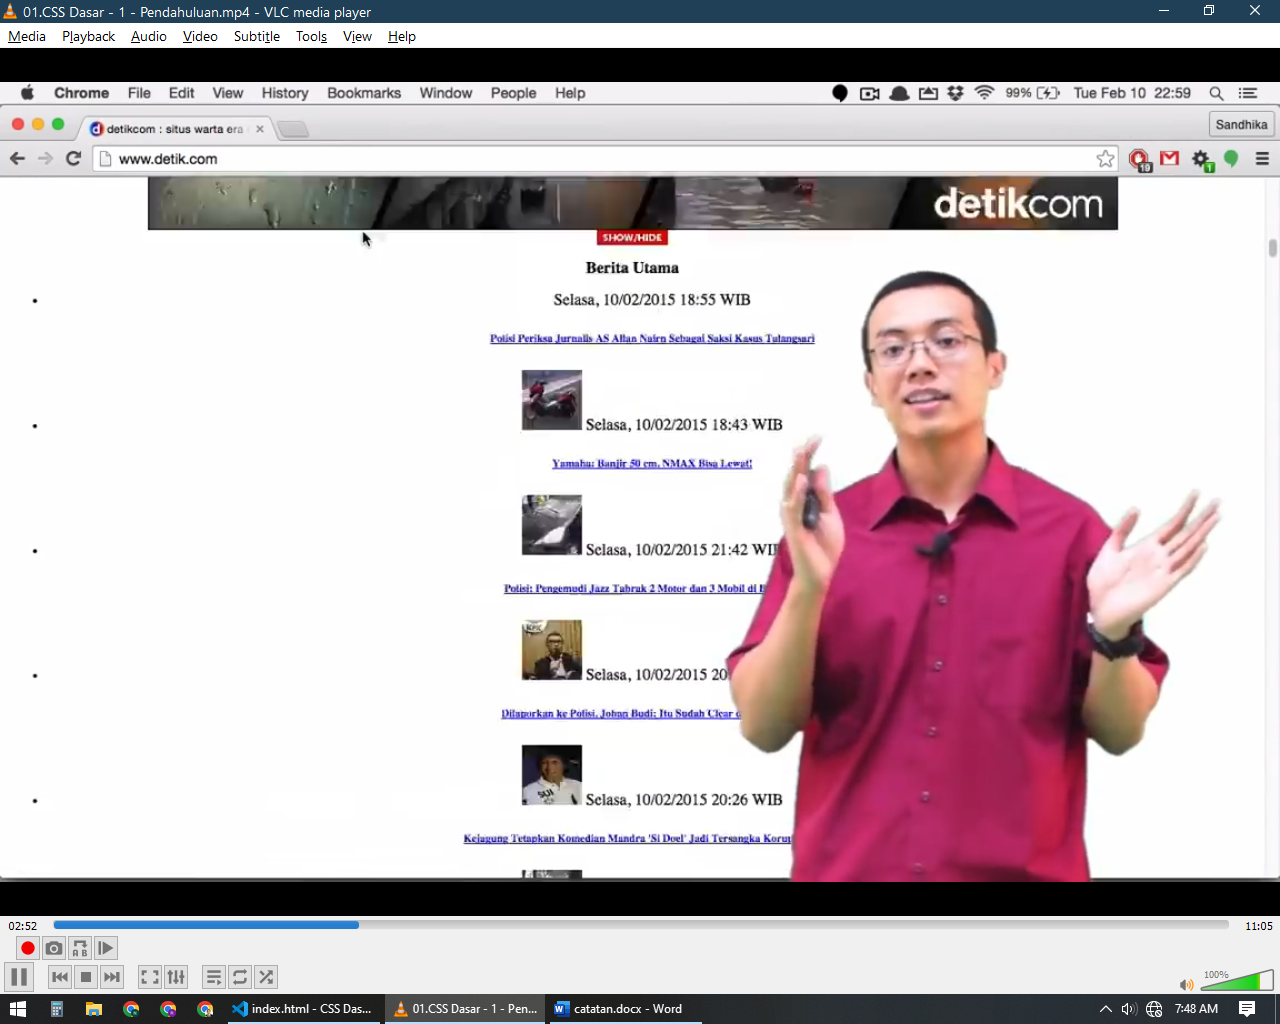 01.CSS Dasar - 1 - Pendahuluan.mp4 - VLC media player
Media Playback Audio Video Subtitle Tools View Help
Chrome File Edit View History Bookmarks Window People Help 99% Tue Feb 10 22:59
detikcom : situs warta era Sandhika
www.detik.com 19 1
detikcom
SHOW/HIDE
Berita Utama
Selasa, 10/02/2015 18:55 WIB
Polisi Periksa Jurnalis AS Allan Nairn Sebagai Saksi Kasus Talangsari
Selasa, 10/02/2015 18:43 WIB
Yamaha: Banjir 50 cm, NMAX Bisa Lewat!
Selasa, 10/02/2015 21:42 WIB
Polisi: Pengemudi Jazz Tabrak 2 Motor dan 3 Mobil di
Selasa, 10/02/2015 20
Dilaporkan ke Polisi, Johan Budi: Itu Sudah Clear
Selasa, 10/02/2015 20:26 WIB
Kejagung Tetapkan Komedian Mandra 'Si Doel' Jadi Tersangka
02:52 11:05
A B
100%
index.html - CSS Das... 01.CSS Dasar - 1 - Pen... catatan.docx - Word 7:48 AM